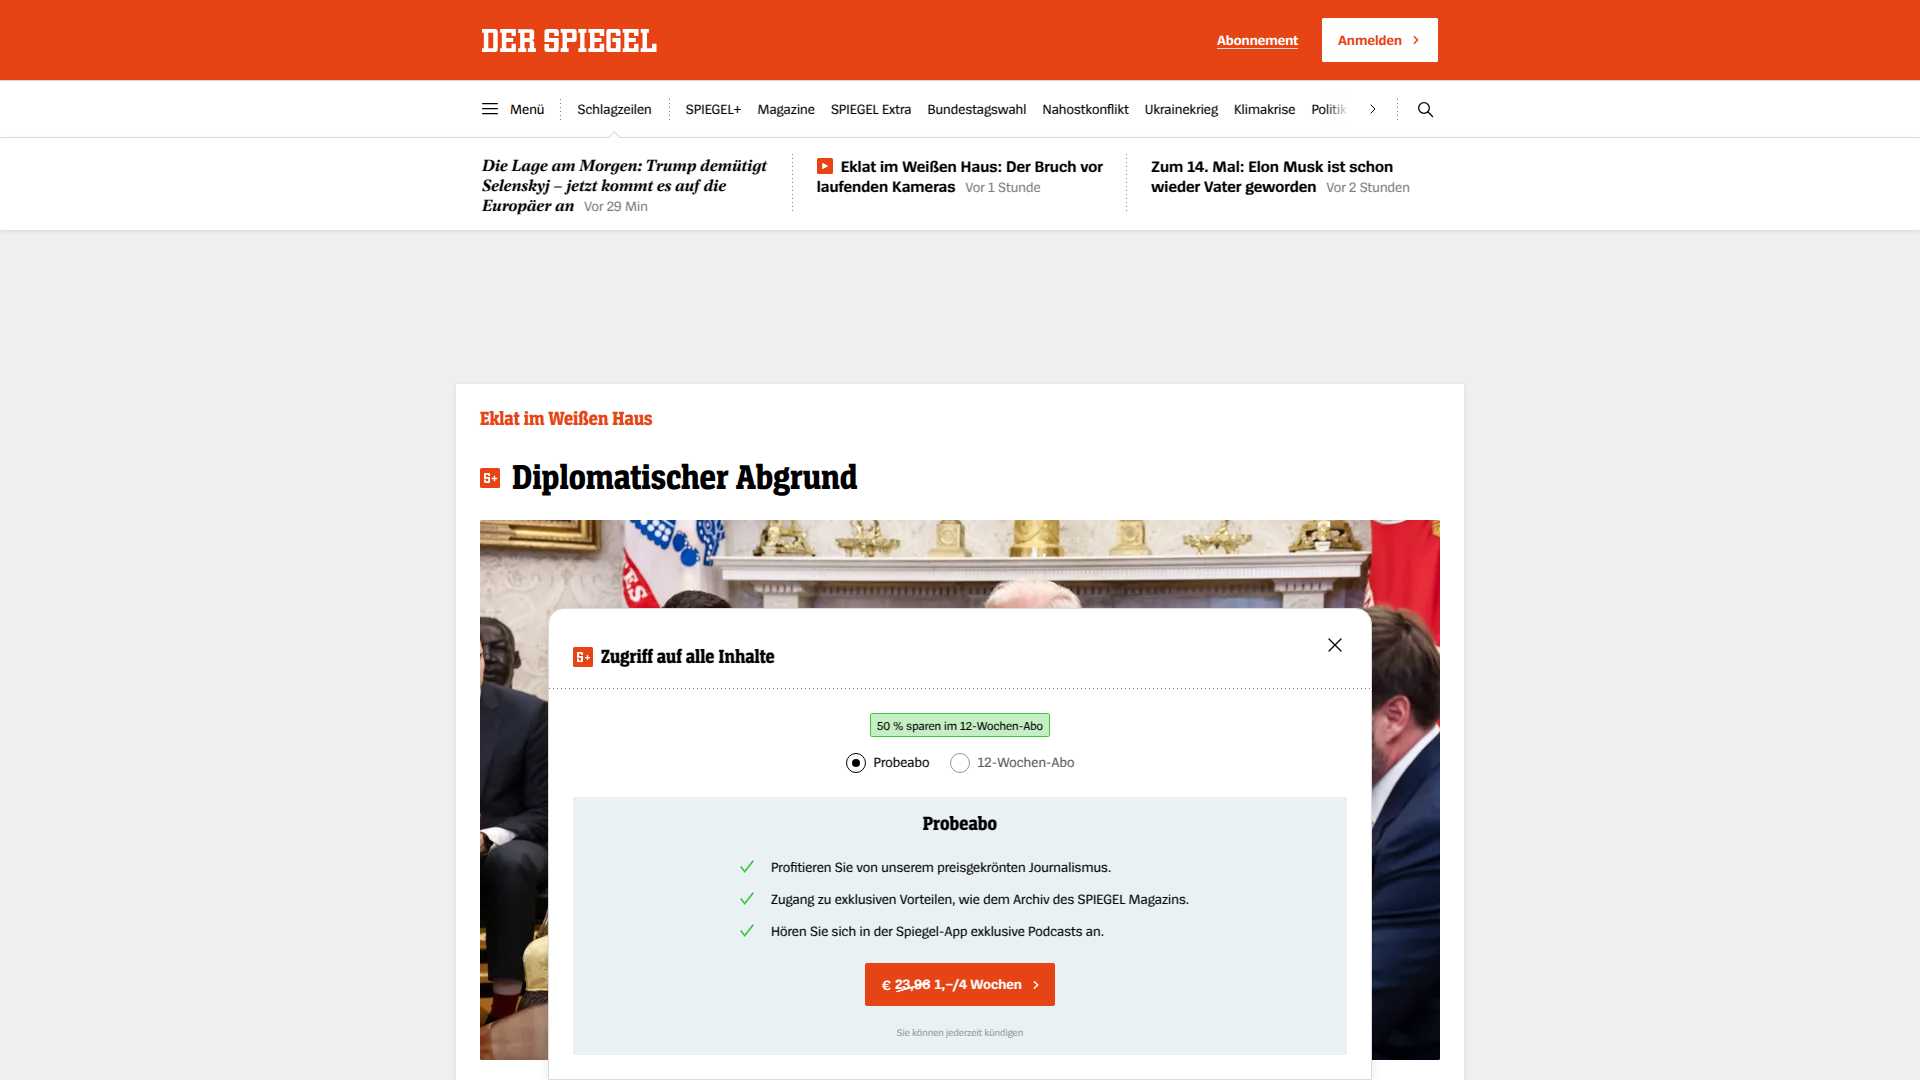 DER SPIEGEL
Abonnement
Anmelden
Menü
Schlagzeilen
SPIEGEL+
Magazine
SPIEGEL Extra
Bundestagswahl
Nahostkonflikt
Ukrainekrieg
Klimakrise
Politik
Die Lage am Morgen: Trump demütigt
Selenskyj – jetzt kommt es auf die
Europäer an Vor 29 Min
Eklat im Weißen Haus: Der Bruch vor
laufenden Kameras Vor 1 Stunde
Zum 14. Mal: Elon Musk ist schon
wieder Vater geworden Vor 2 Stunden
Eklat im Weißen Haus
S+ Diplomatischer Abgrund
S+ Zugriff auf alle Inhalte
50 % sparen im 12-Wochen-Abo
Probeabo
12-Wochen-Abo
Probeabo
Profitieren Sie von unserem preisgekrönten Journalismus.
Zugang zu exklusiven Vorteilen, wie dem Archiv des SPIEGEL Magazins.
Hören Sie sich in der Spiegel-App exklusive Podcasts an.
€ 23,96 1,–/4 Wochen
Sie können jederzeit kündigen